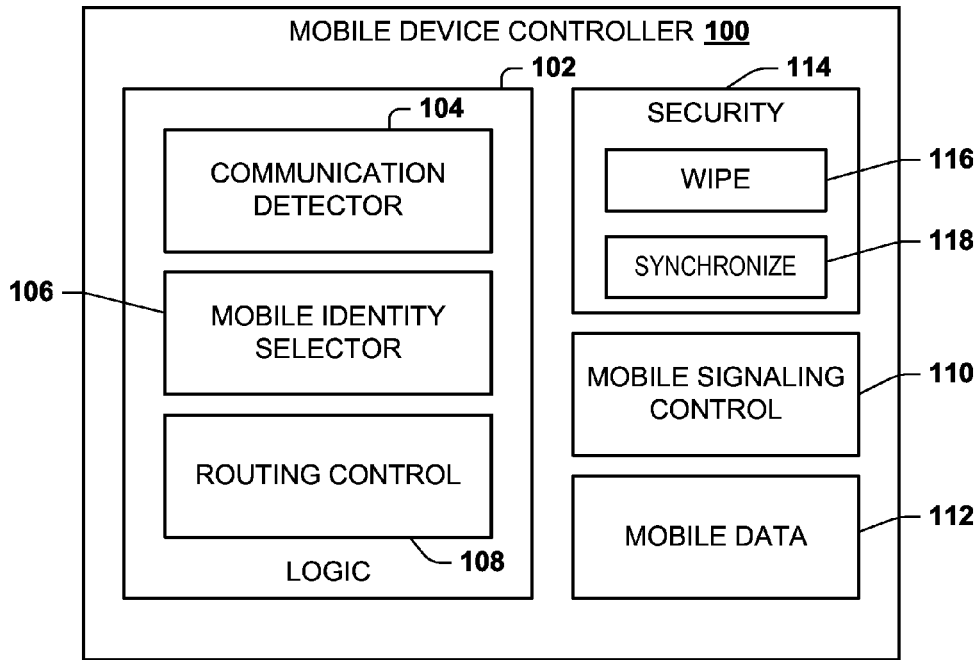 MOBILE DEVICE CONTROLLER 100
102
104
COMMUNICATION
DETECTOR
106
MOBILE IDENTITY
SELECTOR
ROUTING CONTROL
108
LOGIC
114
SECURITY
WIPE
116
SYNCHRONIZE
118
MOBILE SIGNALING
CONTROL
110
MOBILE DATA
112